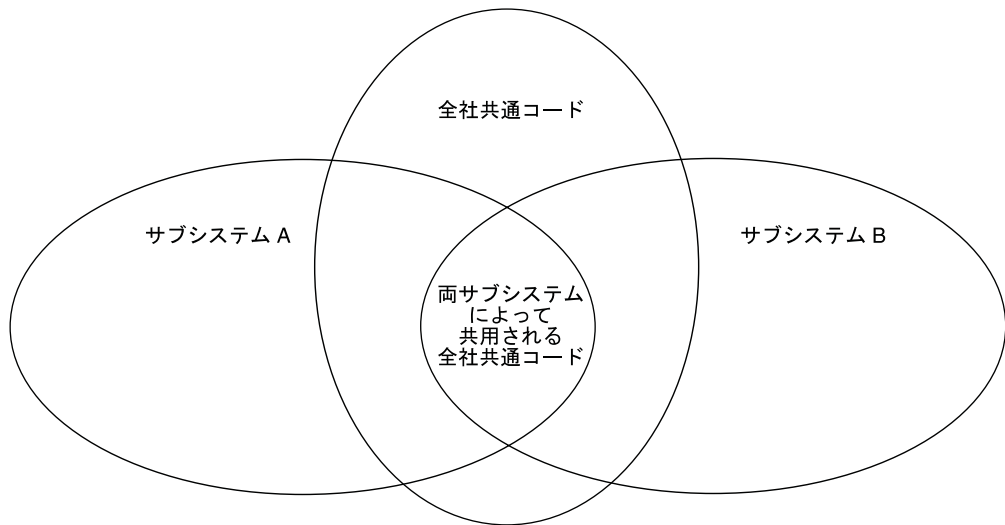 全社共通コード
サブシステム A
サブシステム B
両サブシステム
によって
共用される
全社共通コード